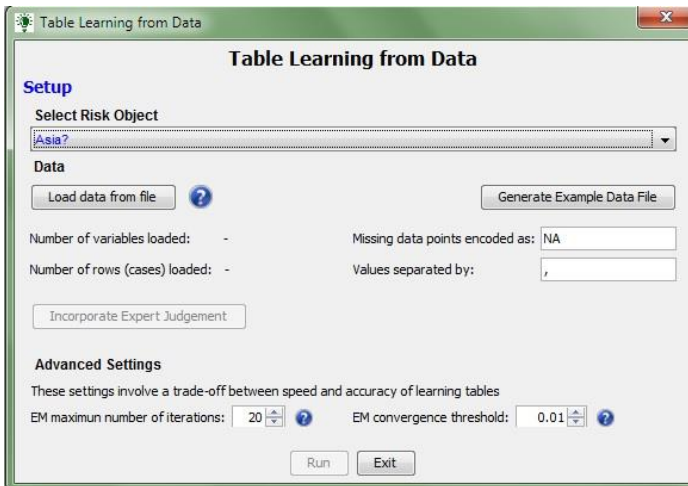 Table Learning from Data
Table Learning from Data
Setup
Select Risk Object
Asia?
Data
Load data from file
Generate Example Data File
Number of variables loaded: -
Missing data points encoded as: NA
Number of rows (cases) loaded: -
Values separated by: ,
Incorporate Expert Judgement
Advanced Settings
These settings involve a trade-off between speed and accuracy of learning tables
EM maximun number of iterations: 20
EM convergence threshold: 0.01
Run Exit